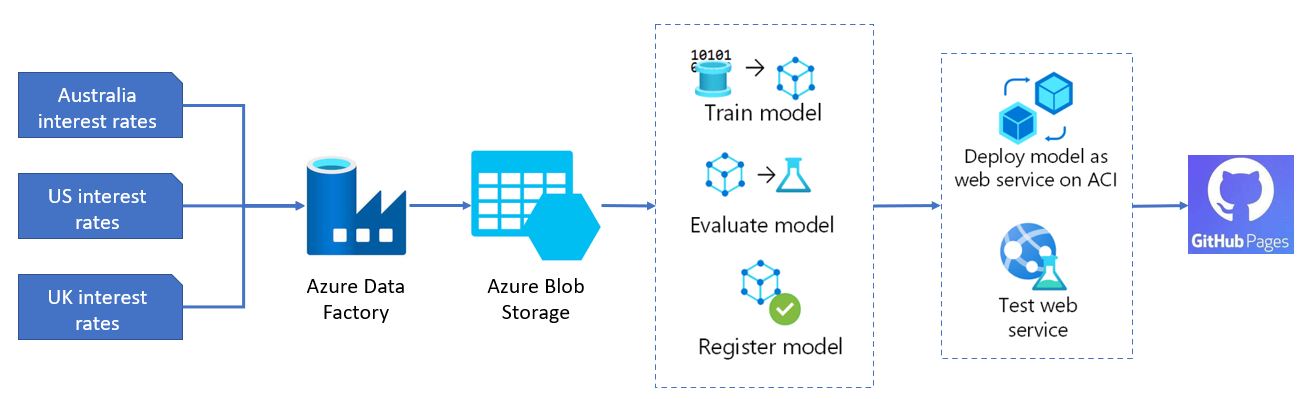 Australia
interest rates
US interest
rates
UK interest
rates
Azure Data
Factory
Azure Blob
Storage
10101
Train model
Evaluate model
Register model
Deploy model as
web service on ACI
Test web
service
GitHub Pages